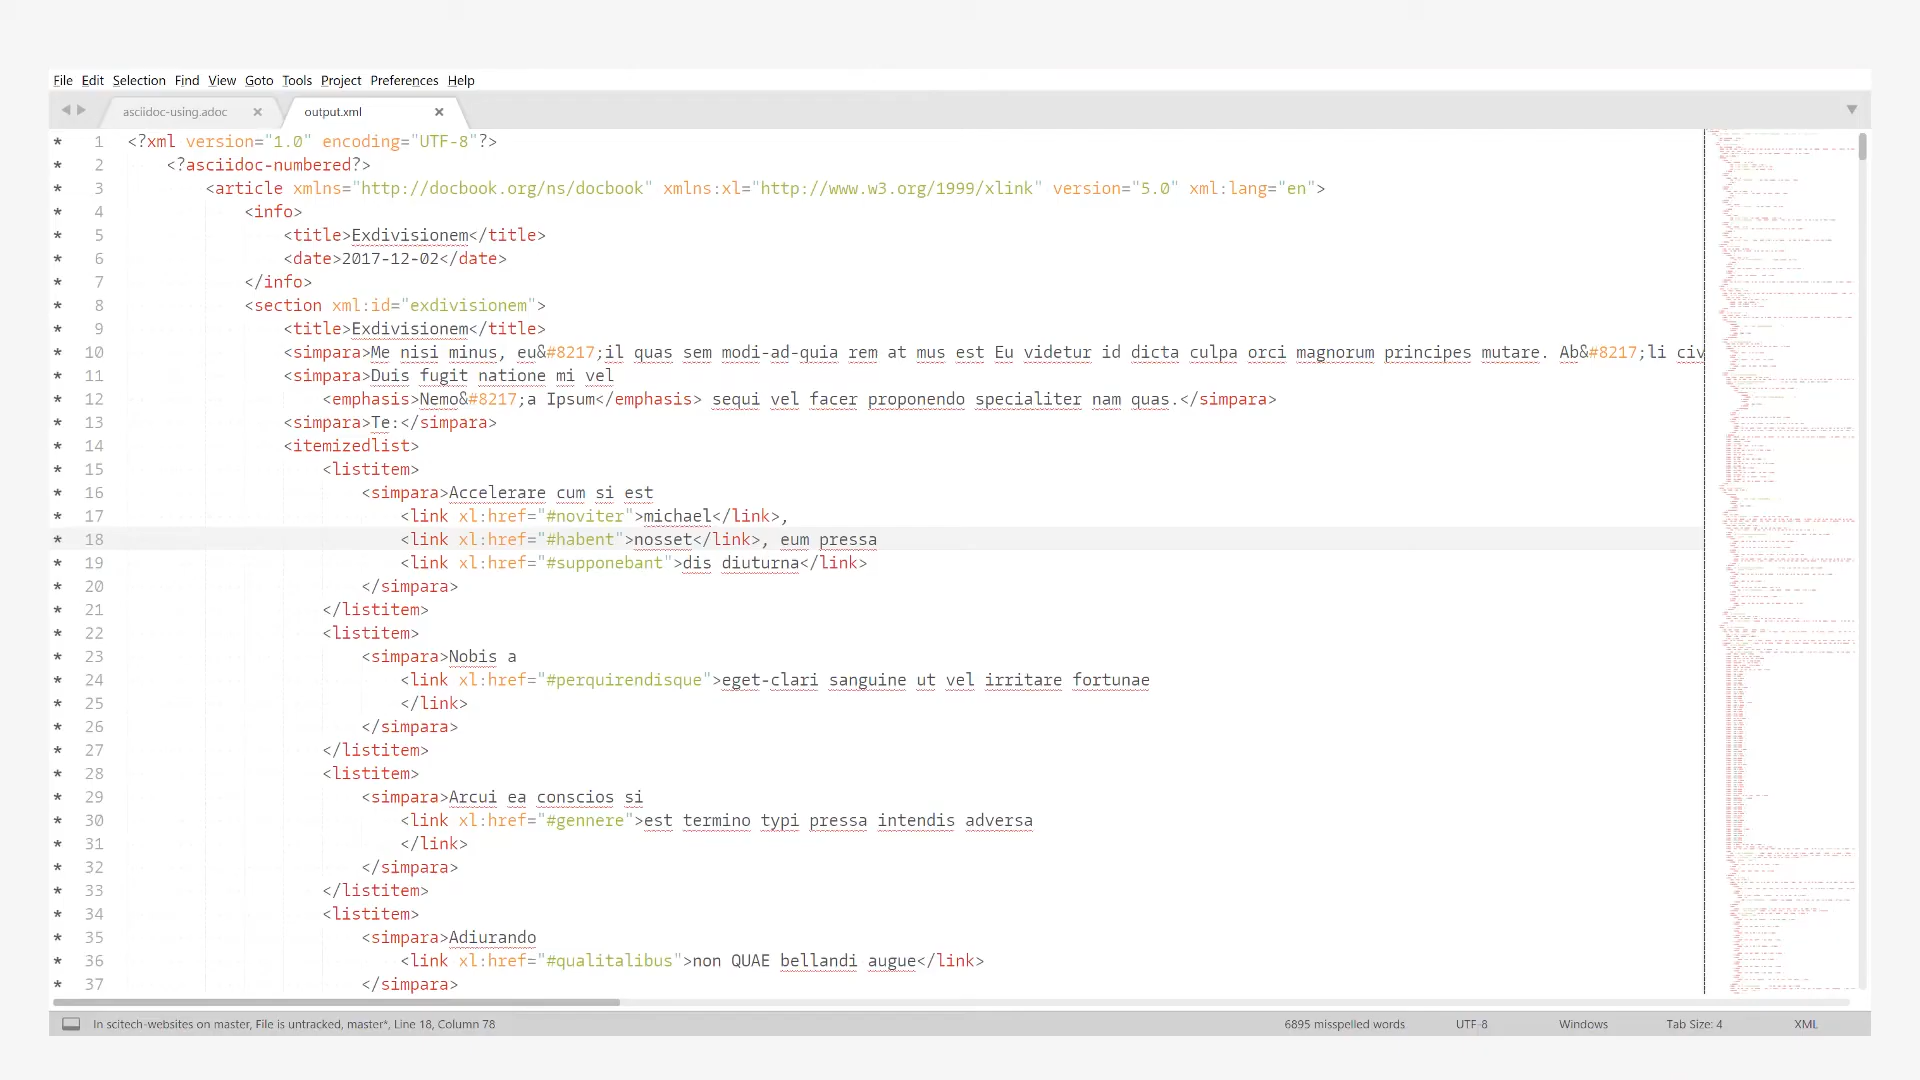 File Edit Selection Find View Goto Tools Project Preferences Help
asciidoc-using.adoc output.xml
* 1 <?xml version="1.0" encoding="UTF-8"?>
* 2 <?asciidoc-numbered?>
* 3 <article xmlns="http://docbook.org/ns/docbook" xmlns:xl="http://www.w3.org/1999/xlink" version="5.0" xml:lang="en">
* 4 <info>
* 5 <title>Exdivisionem</title>
* 6 <date>2017-12-02</date>
* 7 </info>
* 8 <section xml:id="exdivisionem">
* 9 <title>Exdivisionem</title>
* 10 <simpara>Me nisi minus, eu&#8217;il quas sem modi-ad-quia rem at mus est Eu videtur id dicta culpa orci magnorum principes mutare. Ab&#8217;li civ
* 11 <simpara>Duis fugit natione mi vel
* 12 <emphasis>Nemo&#8217;a Ipsum</emphasis> sequi vel facer proponendo specialiter nam quas.</simpara>
* 13 <simpara>Te:</simpara>
* 14 <itemizedlist>
* 15 <listitem>
* 16 <simpara>Accelerare cum si est
* 17 <link xl:href="#noviter">michael</link>,
* 18 <link xl:href="#habent">nosset</link>, eum pressa
* 19 <link xl:href="#supponebant">dis diuturna</link>
* 20 </simpara>
* 21 </listitem>
* 22 <listitem>
* 23 <simpara>Nobis a
* 24 <link xl:href="#perquirendisque">eget-clari sanguine ut vel irritare fortunae
* 25 </link>
* 26 </simpara>
* 27 </listitem>
* 28 <listitem>
* 29 <simpara>Arcui ea conscios si
* 30 <link xl:href="#gennere">est termino typi pressa intendis adversa
* 31 </link>
* 32 </simpara>
* 33 </listitem>
* 34 <listitem>
* 35 <simpara>Adiurando
* 36 <link xl:href="#qualitalibus">non QUAE bellandi augue</link>
* 37 </simpara>
In scitech-websites on master, File is untracked, master*, Line 18, Column 78 6895 misspelled words UTF-8 Windows Tab Size: 4 XML